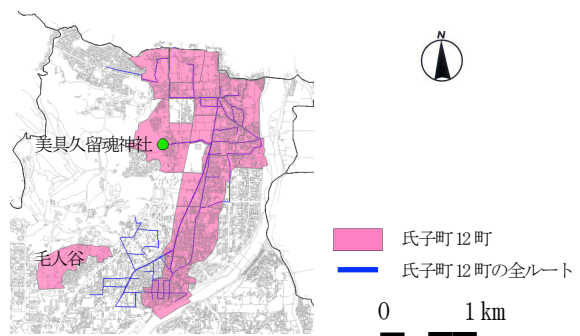 N
美具久留魂神社
毛人谷
氏子町12町
氏子町12町の全ルート
0 1km